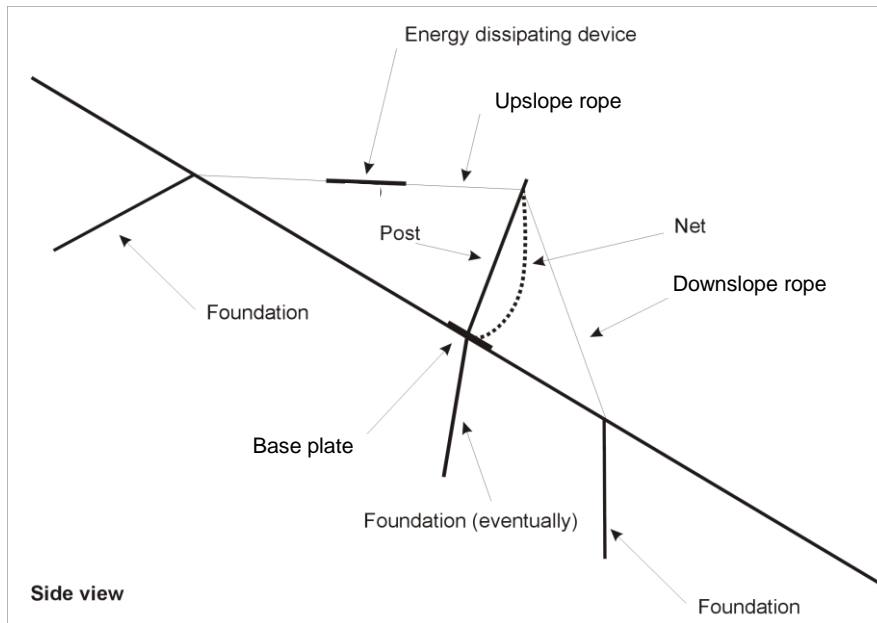 Energy dissipating device
Upslope rope
Post
Net
Downslope rope
Foundation
Base plate
Foundation (eventually)
Side view
Foundation